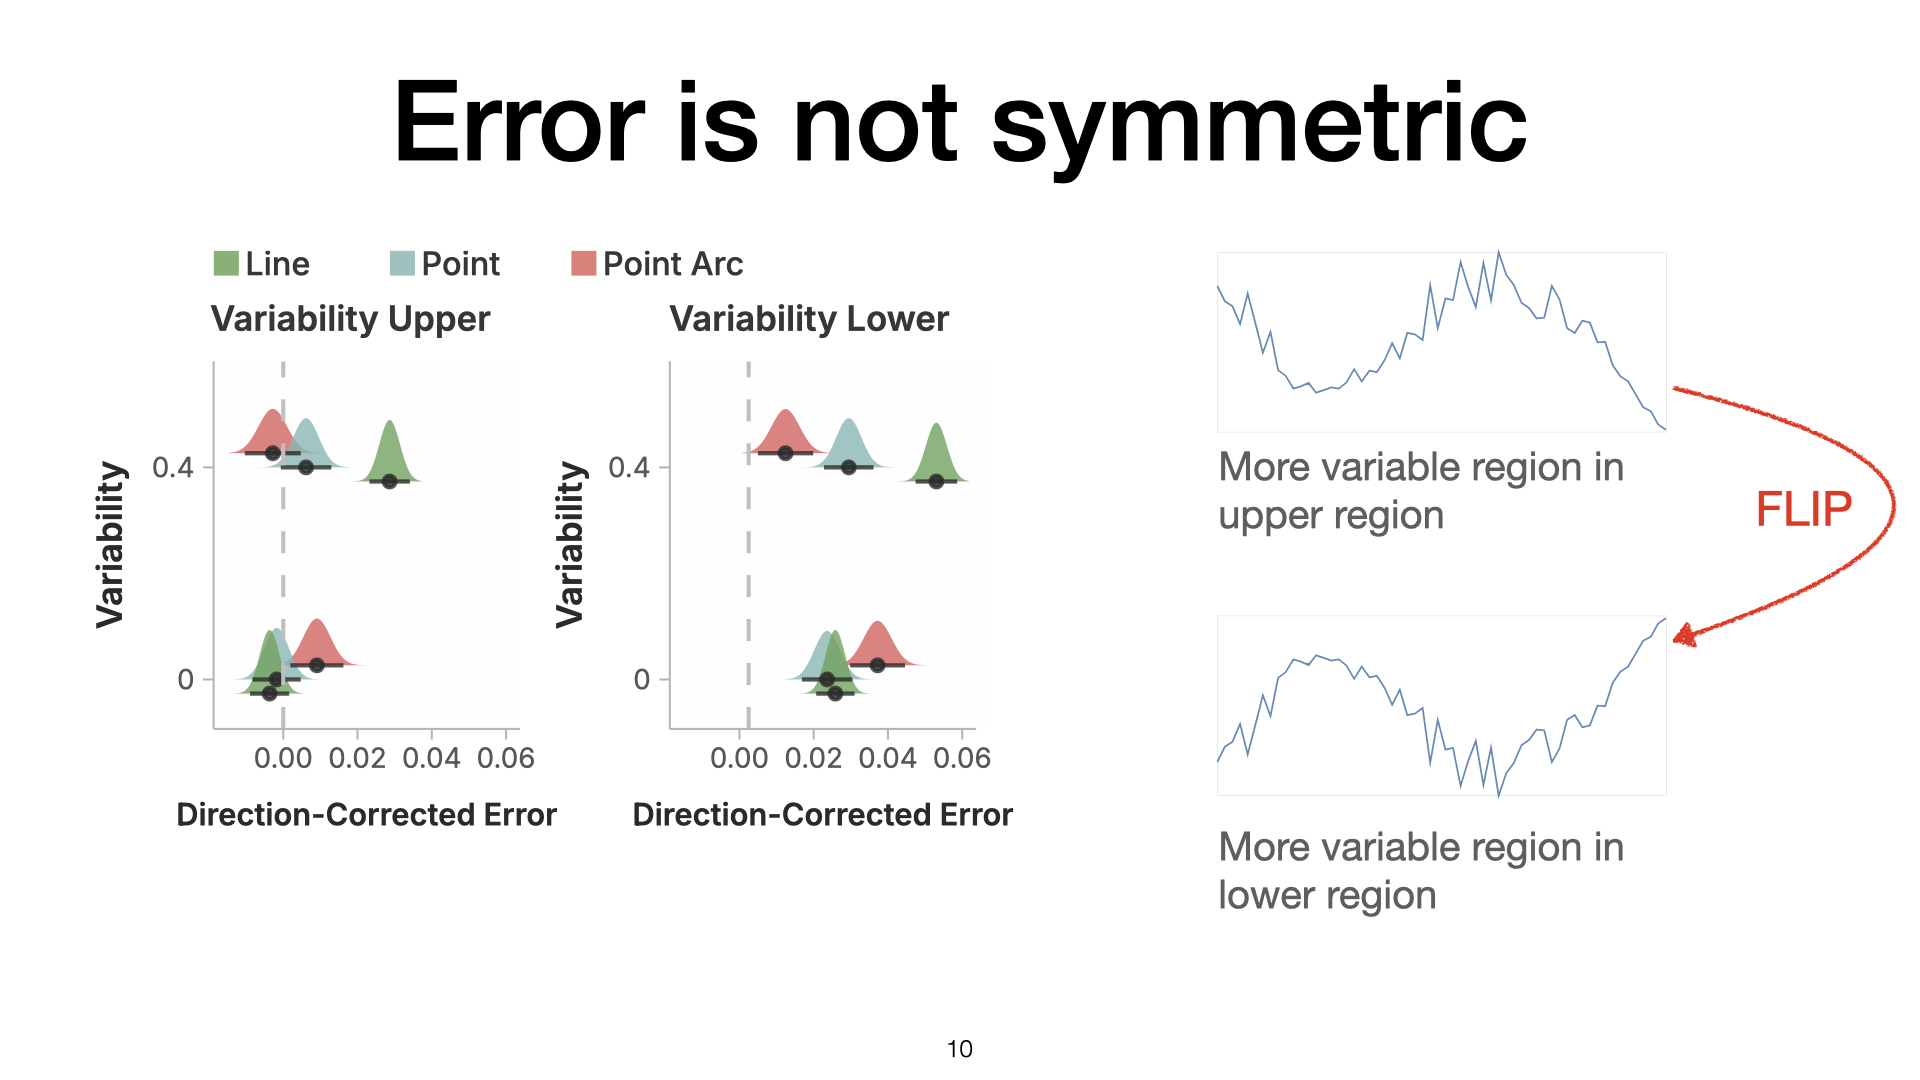 Error is not symmetric
Line Point Point Arc
Variability Upper
Variability
0.4
0
0.00 0.02 0.04 0.06
Direction-Corrected Error
Variability Lower
Variability
0.4
0
0.00 0.02 0.04 0.06
Direction-Corrected Error
More variable region in
upper region
FLIP
More variable region in
lower region
10